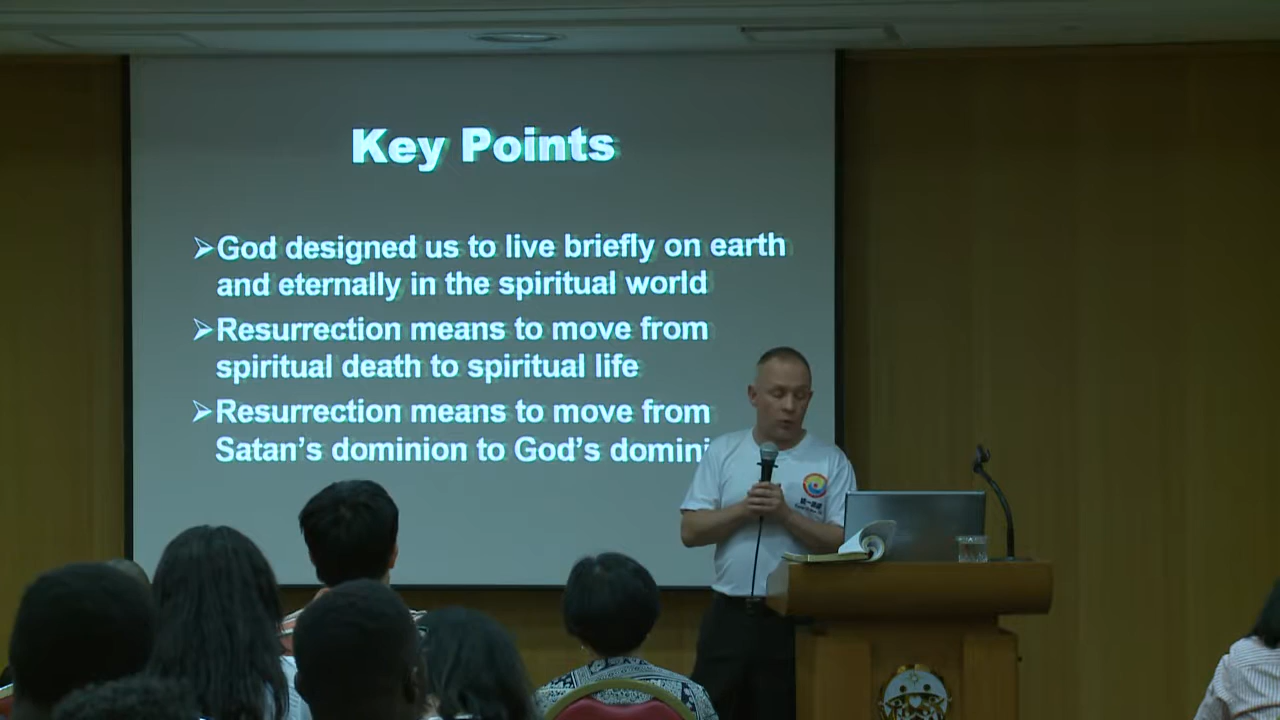 Key Points
➢God designed us to live briefly on earth
and eternally in the spiritual world
➢Resurrection means to move from
spiritual death to spiritual life
➢Resurrection means to move from
Satan's dominion to God's domini